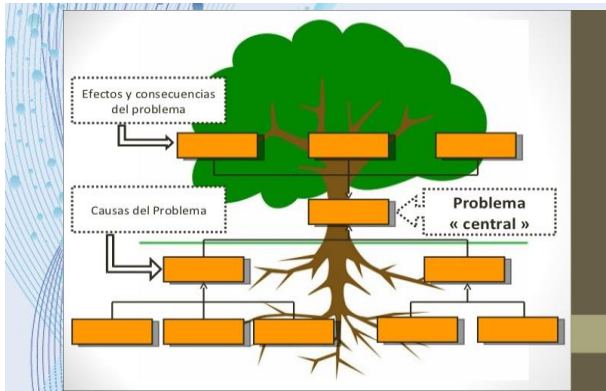 Efectos y consecuencias
del problema
Problema
« central »
Causas del Problema